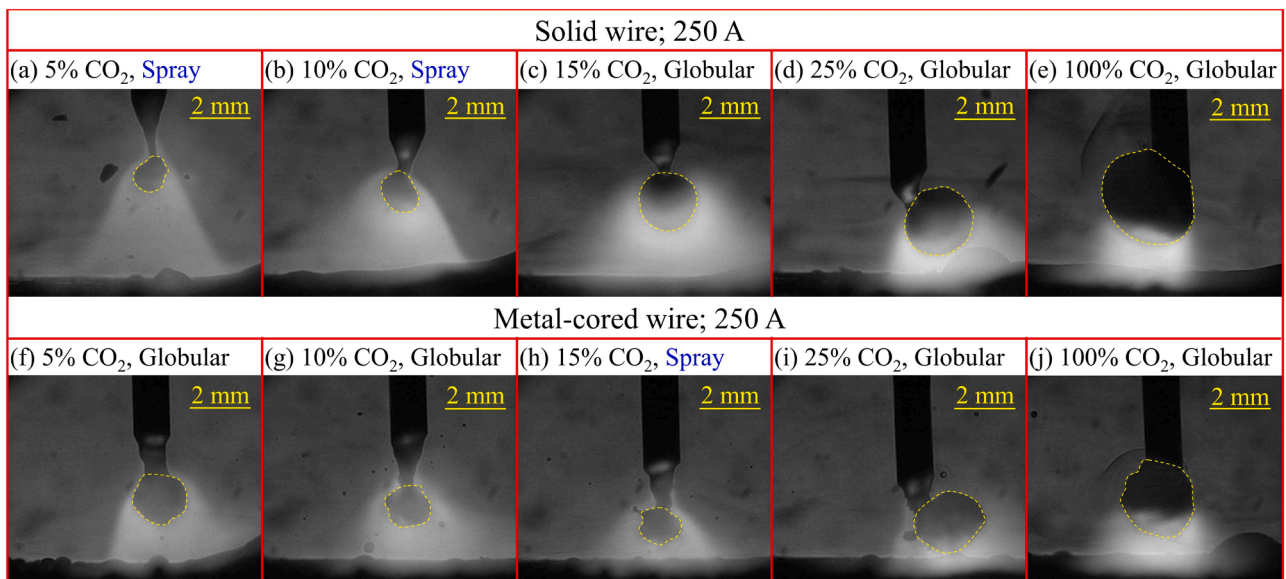 Solid wire; 250 A
(a) 5% CO₂, Spray
(b) 10% CO₂, Spray
(c) 15% CO₂, Globular
(d) 25% CO₂, Globular
(e) 100% CO₂, Globular
2 mm
2 mm
2 mm
2 mm
2 mm
Metal-cored wire; 250 A
(f) 5% CO₂, Globular
(g) 10% CO₂, Globular
(h) 15% CO₂, Spray
(i) 25% CO₂, Globular
(j) 100% CO₂, Globular
2 mm
2 mm
2 mm
2 mm
2 mm